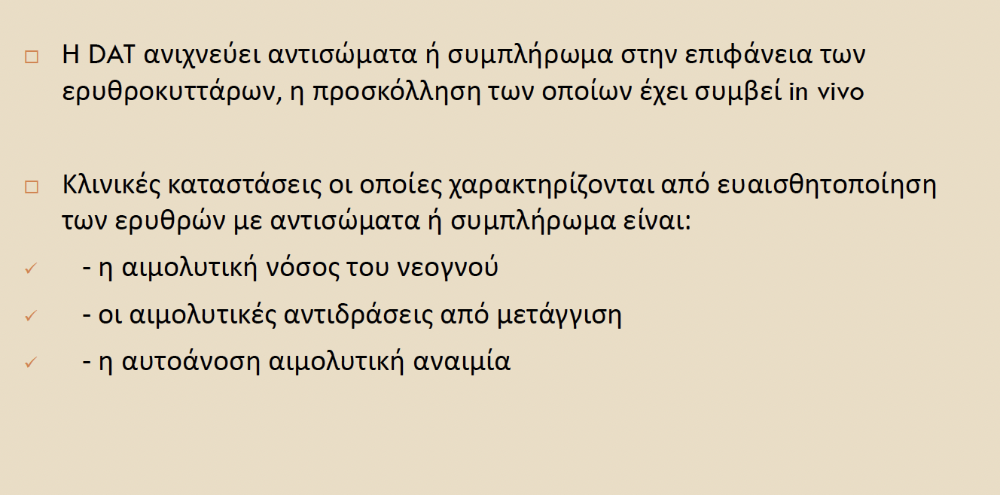 Η DAT ανιχνεύει αντισώματα ή συμπλήρωμα στην επιφάνεια των
ερυθροκυττάρων, η προσκόλληση των οποίων έχει συμβεί in vivo
Κλινικές καταστάσεις οι οποίες χαρακτηρίζονται από ευαισθητοποίηση
των ερυθρών με αντισώματα ή συμπλήρωμα είναι:
- η αιμολυτική νόσος του νεογνού
- οι αιμολυτικές αντιδράσεις από μετάγγιση
- η αυτοάνοση αιμολυτική αναιμία